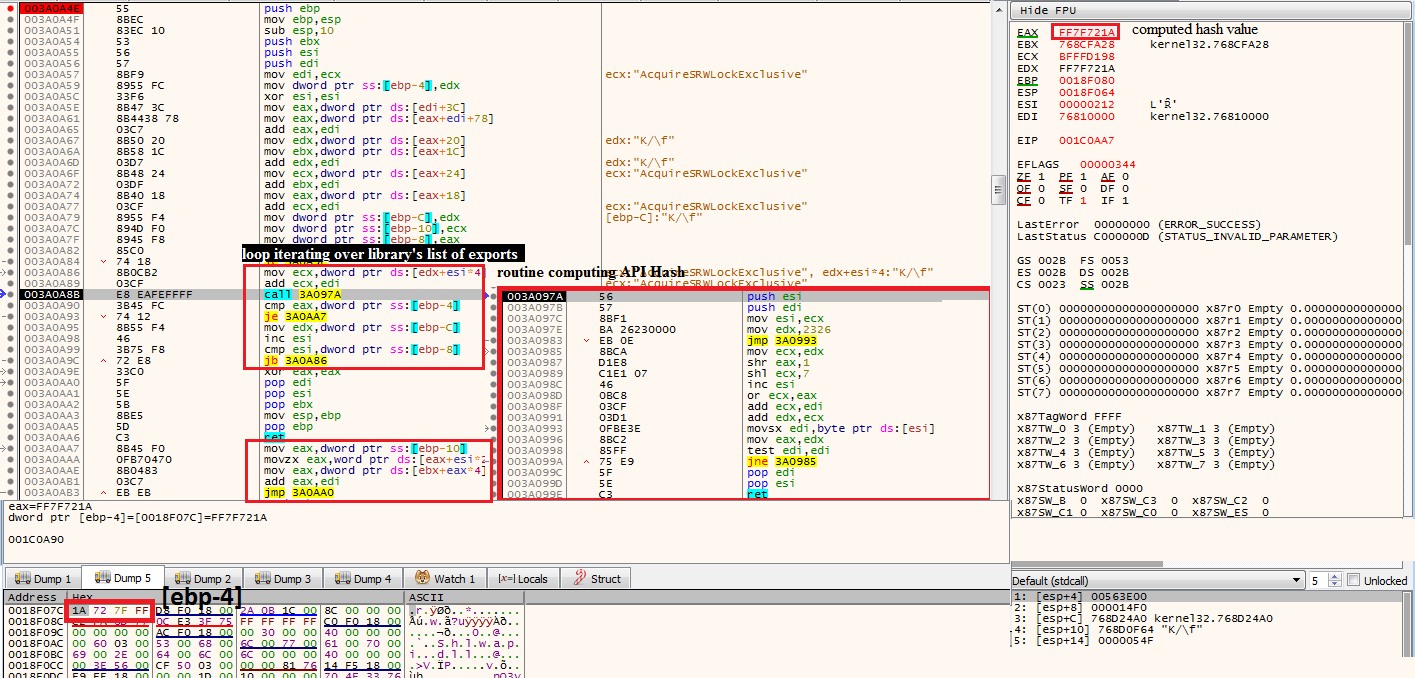 003A0A4E 55 push ebp
003A0A4F 8BEC mov ebp,esp
003A0A51 83EC 10 sub esp,10
003A0A54 53 push ebx
003A0A55 56 push esi
003A0A56 57 push edi
003A0A57 8BF9 mov edi,ecx ecx:"AcquireSRWLockExclusive"
003A0A59 8955 FC mov dword ptr ss:[ebp-4],edx
003A0A5C 33F6 xor esi,esi
003A0A5E 8B47 3C mov eax,dword ptr ds:[edi+3C]
003A0A61 8B4438 78 mov eax,dword ptr ds:[eax+edi+78]
003A0A65 03C7 add eax,edi
003A0A67 8B50 20 mov edx,dword ptr ds:[eax+20] edx:"K/\f"
003A0A6A 8B58 1C mov ebx,dword ptr ds:[eax+1C]
003A0A6D 03D7 add edx,edi edx:"K/\f"
003A0A6F 8B48 24 mov ecx,dword ptr ds:[eax+24] ecx:"AcquireSRWLockExclusive"
003A0A72 03DF add ebx,edi
003A0A74 8B40 18 mov eax,dword ptr ds:[eax+18]
003A0A77 03CF add ecx,edi ecx:"AcquireSRWLockExclusive"
003A0A79 8955 F4 mov dword ptr ss:[ebp-C],edx [ebp-C]:"K/\f"
003A0A7C 894D F0 mov dword ptr ss:[ebp-10],ecx
003A0A7F 8945 F8 mov dword ptr ss:[ebp-8],eax
003A0A82 85C0
loop iterating over library's list of exports
003A0A84 74 18
003A0A86 8B0CB2 mov ecx,dword ptr ds:[edx+esi*4 edx+esi*4:"K/\f"
routine computing API Hash
003A0A89 03CF add ecx,edi
003A0A8B E8 EAFEFFFF call 3A097A
003A0A90 3B45 FC cmp eax,dword ptr ss:[ebp-4]
003A0A93 74 12 je 3A0AA7
003A0A95 8B55 F4 mov edx,dword ptr ss:[ebp-C]
003A0A98 46 inc esi
003A0A99 3B75 F8 cmp esi,dword ptr ss:[ebp-8]
003A0A9C 72 E8 jb 3A0A86
003A0A9E 33C0 xor eax,eax
003A0AA0 5F pop edi
003A0AA1 5E pop esi
003A0AA2 5B pop ebx
003A0AA3 8BE5 mov esp,ebp
003A0AA5 5D pop ebp
003A0AA6 C3 ret
003A0AA7 8B45 F0 mov eax,dword ptr ss:[ebp-10]
003A0AAA 0FB70470 movzx eax,word ptr ds:[eax+esi*2
003A0AAE 8B0483 mov eax,dword ptr ds:[ebx+eax*4]
003A0AB1 03C7 add eax,edi
003A0AB3 EB EB jmp 3A0AA0
003A097A 56 push esi
003A097B 57 push edi
003A097C 8BF1 mov esi,ecx
003A097E BA 26230000 mov edx,2326
003A0983 EB 0E jmp 3A0993
003A0985 8BCA mov ecx,edx
003A0987 D1E8 shr eax,1
003A0989 C1E1 07 shl ecx,7
003A098C 46 inc esi
003A098D 0BC8 or ecx,eax
003A098F 03CF add ecx,edi
003A0991 03D1 add edx,ecx
003A0993 0FBE3E movsx edi,byte ptr ds:[esi]
003A0996 8BC2 mov eax,edx
003A0998 85FF test edi,edi
003A099A 75 E9 jne 3A0985
003A099C 5F pop edi
003A099D 5E pop esi
003A099E C3 ret
Hide FPU
EAX FF7F721A computed hash value
EBX 768CFA28 kernel32.768CFA28
ECX BFFFD198
EDX FF7F721A
EBP 0018F080
ESP 0018F064
ESI 00000212 L'Ȓ'
EDI 76810000 kernel32.76810000
EIP 001C0AA7
EFLAGS 00000344
ZF 1 PF 1 AF 0
OF 0 SF 0 DF 0
CF 0 TF 1 IF 1
LastError 00000000 (ERROR_SUCCESS)
LastStatus C000000D (STATUS_INVALID_PARAMETER)
GS 002B FS 0053
ES 002B DS 002B
CS 0023 SS 002B
ST(0) 00000000000000000000 x87r0 Empty 0.000000000000
ST(1) 00000000000000000000 x87r1 Empty 0.000000000000
ST(2) 00000000000000000000 x87r2 Empty 0.000000000000
ST(3) 00000000000000000000 x87r3 Empty 0.000000000000
ST(4) 00000000000000000000 x87r4 Empty 0.000000000000
ST(5) 00000000000000000000 x87r5 Empty 0.000000000000
ST(6) 00000000000000000000 x87r6 Empty 0.000000000000
ST(7) 00000000000000000000 x87r7 Empty 0.000000000000
x87TagWord FFFF
x87TW_0 3 (Empty) x87TW_1 3 (Empty)
x87TW_2 3 (Empty) x87TW_3 3 (Empty)
x87TW_4 3 (Empty) x87TW_5 3 (Empty)
x87TW_6 3 (Empty) x87TW_7 3 (Empty)
x87StatusWord 0000
x87SW_B 0 x87SW_C3 0 x87SW_C2 0
x87SW_C1 0 x87SW_C0 0 x87SW_ES 0
eax=FF7F721A
dword ptr [ebp-4]=[0018F07C]=FF7F721A
001C0A90
Dump 1 Dump 5 Dump 2 Dump 3 Dump 4 Watch 1 [x=] Locals Struct
Address Hex ASCII
[ebp-4]
0018F07C 1A 72 7F FF D8 F0 18 00 2A 0B 1C 00 8C 00 00 00 .r.ÿØð..*.......
0018F08C 0C E3 3F 75 FF FF FF FF C0 F0 18 00
0018F09C 00 00 00 00 AC F0 18 00 00 30 00 00 40 00 00 00 ....¬ð...0..@...
0018F0AC 00 60 03 00 53 00 68 00 6C 00 77 00 61 00 70 00 .`..S.h.l.w.a.p.
0018F0BC 69 00 2E 00 64 00 6C 00 6C 00 00 00 40 00 00 00 i...d.l.l...@...
0018F0CC 00 3E 56 00 CF 50 03 00 00 00 81 76 14 F5 18 00 .>V.ÏP.....v.õ..
Default (stdcall) 5 Unlocked
1: [esp+4] 00563E00
2: [esp+8] 000014F0
3: [esp+C] 768D24A0 kernel32.768D24A0
4: [esp+10] 768D0F64 "K/\f"
5: [esp+14] 0000054F